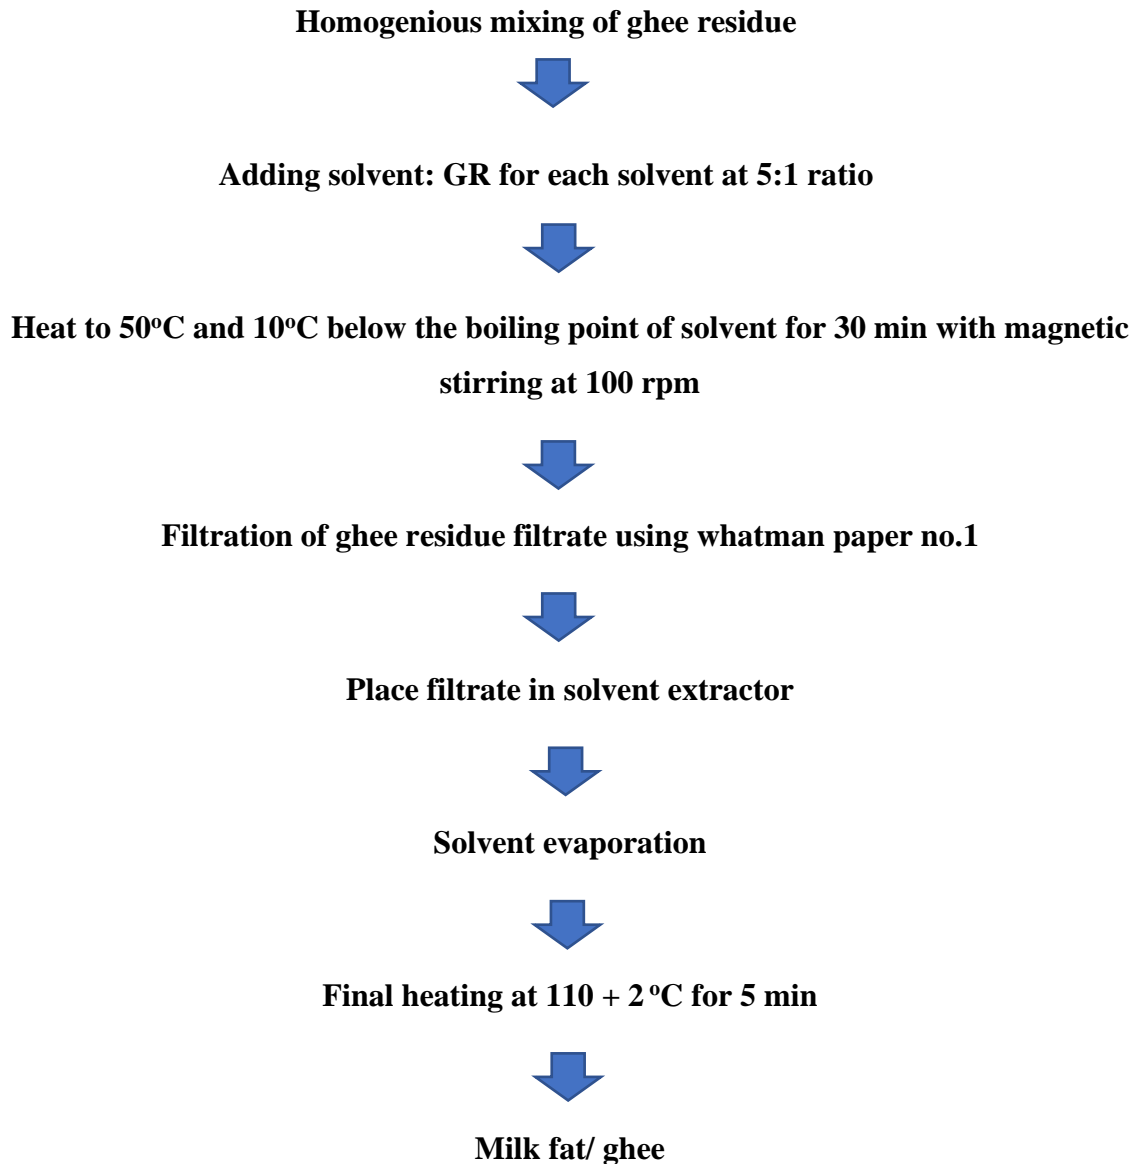 Homogenious mixing of ghee residue
Adding solvent: GR for each solvent at 5:1 ratio
Heat to 50ºC and 10ºC below the boiling point of solvent for 30 min with magnetic
stirring at 100 rpm
Filtration of ghee residue filtrate using whatman paper no.1
Place filtrate in solvent extractor
Solvent evaporation
Final heating at 110 + 2 ºC for 5 min
Milk fat/ ghee